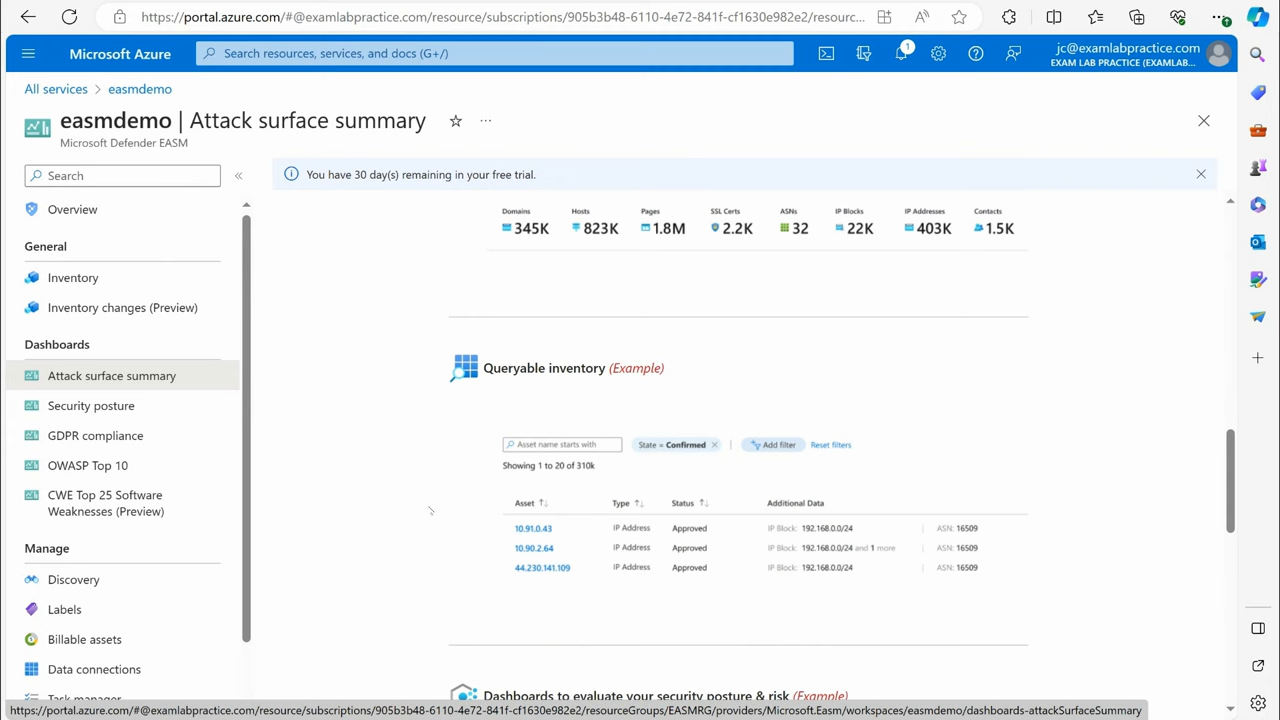 https://portal.azure.com/#@examlabpractice.com/resource/subscriptions/905b3b48-6110-4e72-841f-cf1630e982e2/resourc...
Microsoft Azure
Search resources, services, and docs (G+/)
1
jc@examlabpractice.com
EXAM LAB PRACTICE (EXAMLAB...
All services > easmdemo
easmdemo | Attack surface summary
Microsoft Defender EASM
Search
You have 30 day(s) remaining in your free trial.
Overview
General
Inventory
Inventory changes (Preview)
Dashboards
Attack surface summary
Security posture
GDPR compliance
OWASP Top 10
CWE Top 25 Software
Weaknesses (Preview)
Manage
Discovery
Labels
Billable assets
Data connections
Task manager
Domains Hosts Pages SSL Certs ASNs IP Blocks IP Addresses Contacts
345K 823K 1.8M 2.2K 32 22K 403K 1.5K
Queryable inventory (Example)
Asset name starts with State = Confirmed Add filter Reset filters
Showing 1 to 20 of 310k
Asset Type Status Additional Data
10.91.0.43 IP Address Approved IP Block: 192.168.0.0/24 ASN: 16509
10.90.2.64 IP Address Approved IP Block: 192.168.0.0/24 and 1 more ASN: 16509
44.230.141.109 IP Address Approved IP Block: 192.168.0.0/24 ASN: 16509
Dashboards to evaluate your security posture & risk (Example)
https://portal.azure.com/#@examlabpractice.com/resource/subscriptions/905b3b48-6110-4e72-841f-cf1630e982e2/resourceGroups/EASMRG/providers/Microsoft.Easm/workspaces/easmdemo/dashboards-attackSurfaceSummary